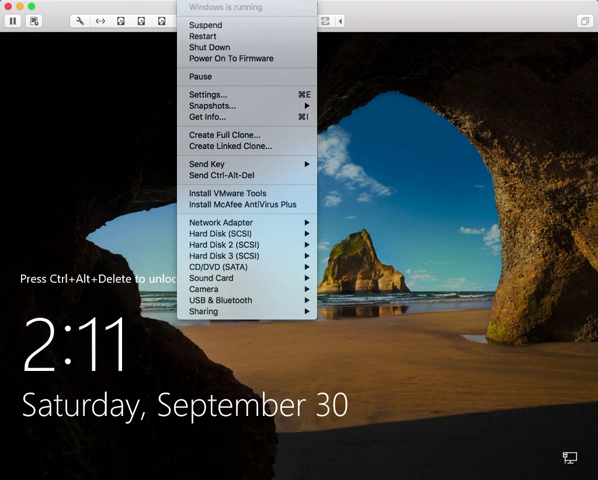 Windows is running
Suspend
Restart
Shut Down
Power On To Firmware
Pause
Settings... ⌘E
Snapshots...
Get Info... ⌘I
Create Full Clone...
Create Linked Clone...
Send Key
Send Ctrl-Alt-Del
Install VMware Tools
Install McAfee AntiVirus Plus
Network Adapter
Hard Disk (SCSI)
Hard Disk 2 (SCSI)
Hard Disk 3 (SCSI)
CD/DVD (SATA)
Sound Card
Camera
USB & Bluetooth
Sharing
Press Ctrl+Alt+Delete to unloc
2:11
Saturday, September 30